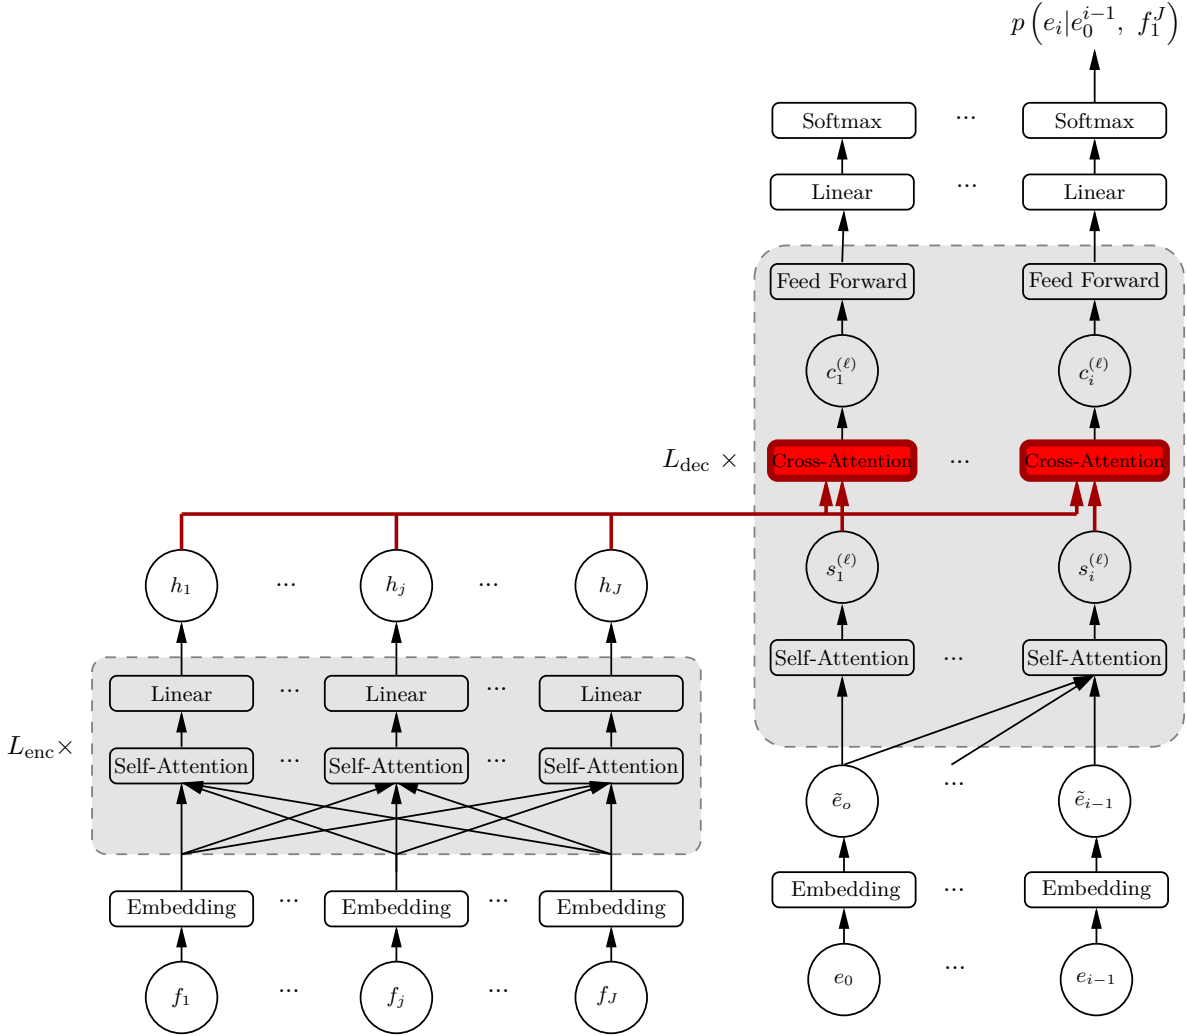 p(e_i|e_0^{i-1}, f_1^J)
Softmax ... Softmax
Linear ... Linear
Feed Forward Feed Forward
c_1^{(ℓ)} c_i^{(ℓ)}
L_dec × Cross-Attention ... Cross-Attention
h_1 ... h_j ... h_J s_1^{(ℓ)} s_i^{(ℓ)}
Self-Attention ... Self-Attention
Linear ... Linear ... Linear
L_enc×
Self-Attention ... Self-Attention ... Self-Attention
ẽ_o ... ẽ_{i-1}
Embedding ... Embedding
Embedding ... Embedding ... Embedding
e_0 ... e_{i-1}
f_1 ... f_j ... f_J